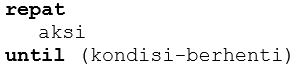 repat
aksi
until (kondisi-berhenti)